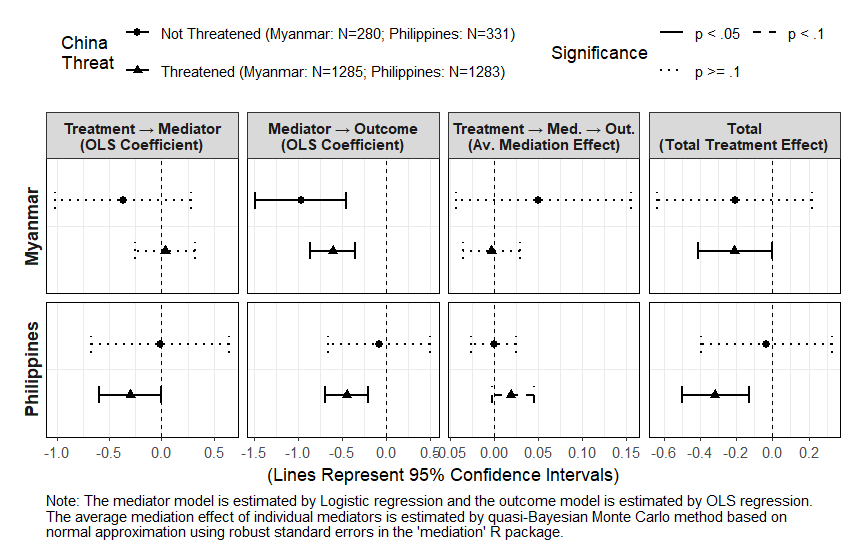 China
Threat
Not Threatened (Myanmar: N=280; Philippines: N=331)
Threatened (Myanmar: N=1285; Philippines: N=1283)
Significance
p < .05
p < .1
p >= .1
Treatment → Mediator
(OLS Coefficient)
Mediator → Outcome
(OLS Coefficient)
Treatment → Med. → Out.
(Av. Mediation Effect)
Total
(Total Treatment Effect)
Myanmar
Philippines
-1.0 -0.5 0.0 0.5
-1.5 -1.0 -0.5 0.0 0.5
0.00 0.05 0.10 0.15
-0.6 -0.4 -0.2 0.0 0.2
(Lines Represent 95% Confidence Intervals)
Note: The mediator model is estimated by Logistic regression and the outcome model is estimated by OLS regression.
The average mediation effect of individual mediators is estimated by quasi-Bayesian Monte Carlo method based on
normal approximation using robust standard errors in the 'mediation' R package.